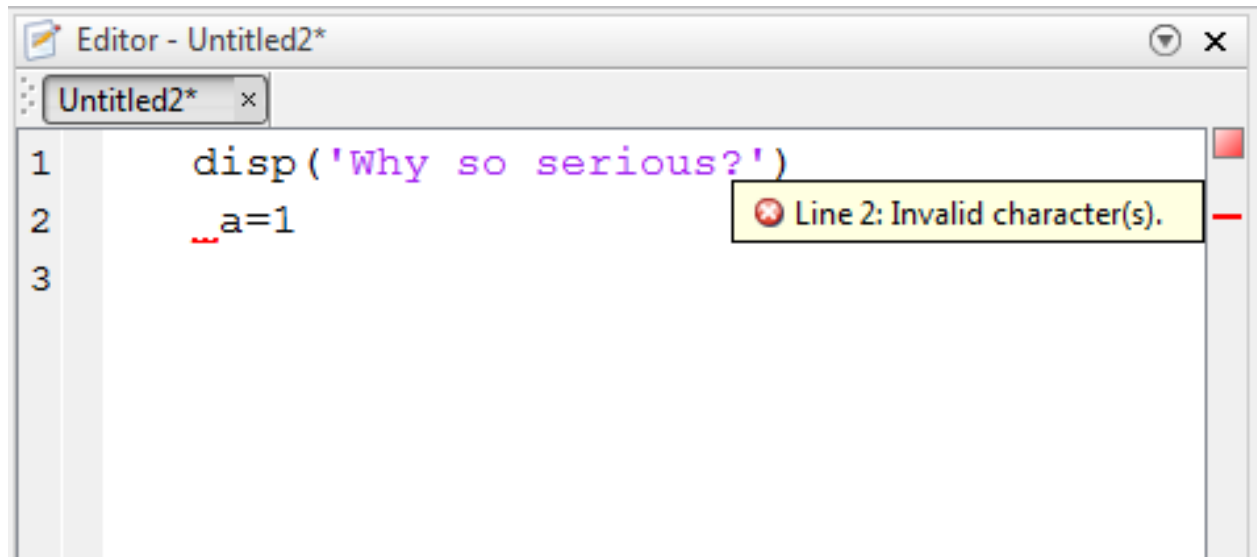 Editor - Untitled2*
Untitled2*
1 disp('Why so serious?')
2 a=1
Line 2: Invalid character(s).
3